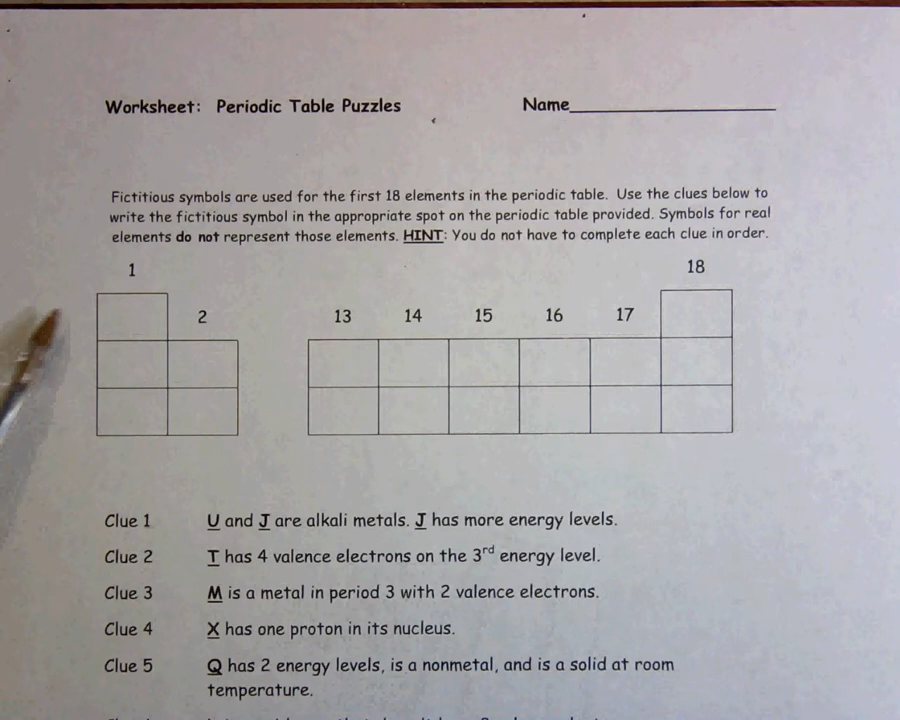 Worksheet: Periodic Table Puzzles Name____________________
Fictitious symbols are used for the first 18 elements in the periodic table. Use the clues below to
write the fictitious symbol in the appropriate spot on the periodic table provided. Symbols for real
elements do not represent those elements. HINT: You do not have to complete each clue in order.
1 18
2 13 14 15 16 17
Clue 1 U and J are alkali metals. J has more energy levels.
Clue 2 T has 4 valence electrons on the 3rd energy level.
Clue 3 M is a metal in period 3 with 2 valence electrons.
Clue 4 X has one proton in its nucleus.
Clue 5 Q has 2 energy levels, is a nonmetal, and is a solid at room
temperature.